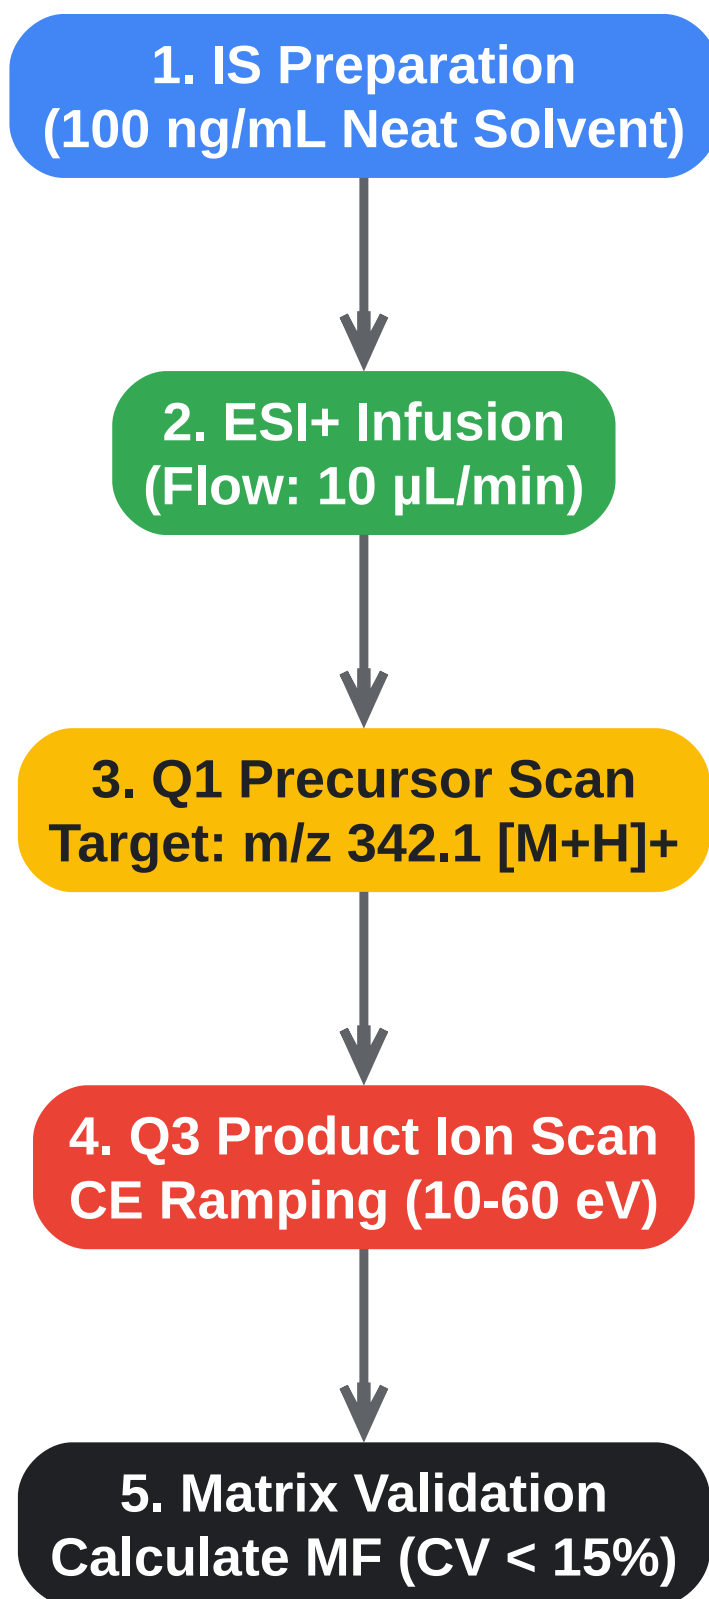 1. IS Preparation
(100 ng/mL Neat Solvent)
2. ESI+ Infusion
(Flow: 10 µL/min)
3. Q1 Precursor Scan
Target: m/z 342.1 [M+H]+
4. Q3 Product Ion Scan
CE Ramping (10-60 eV)
5. Matrix Validation
Calculate MF (CV < 15%)